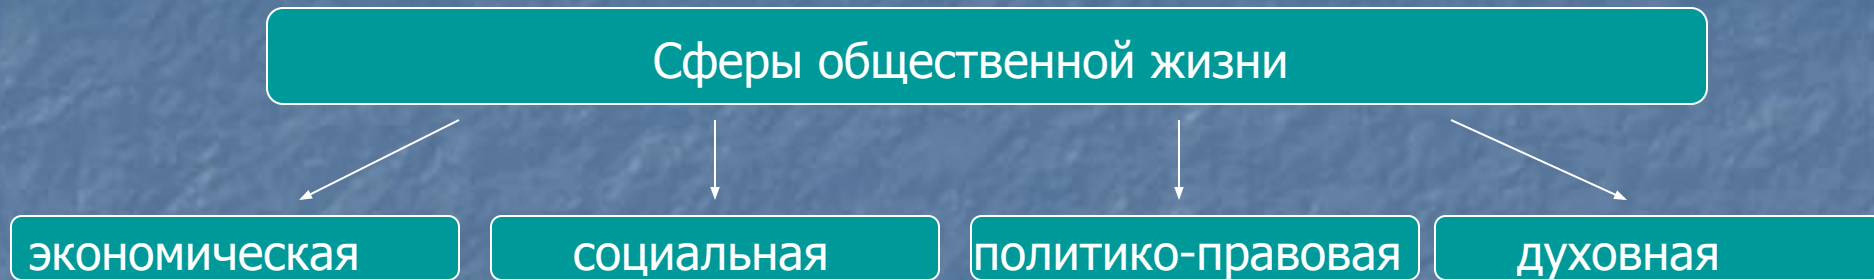 Сферы общественной жизни
экономическая
социальная
политико-правовая
духовная